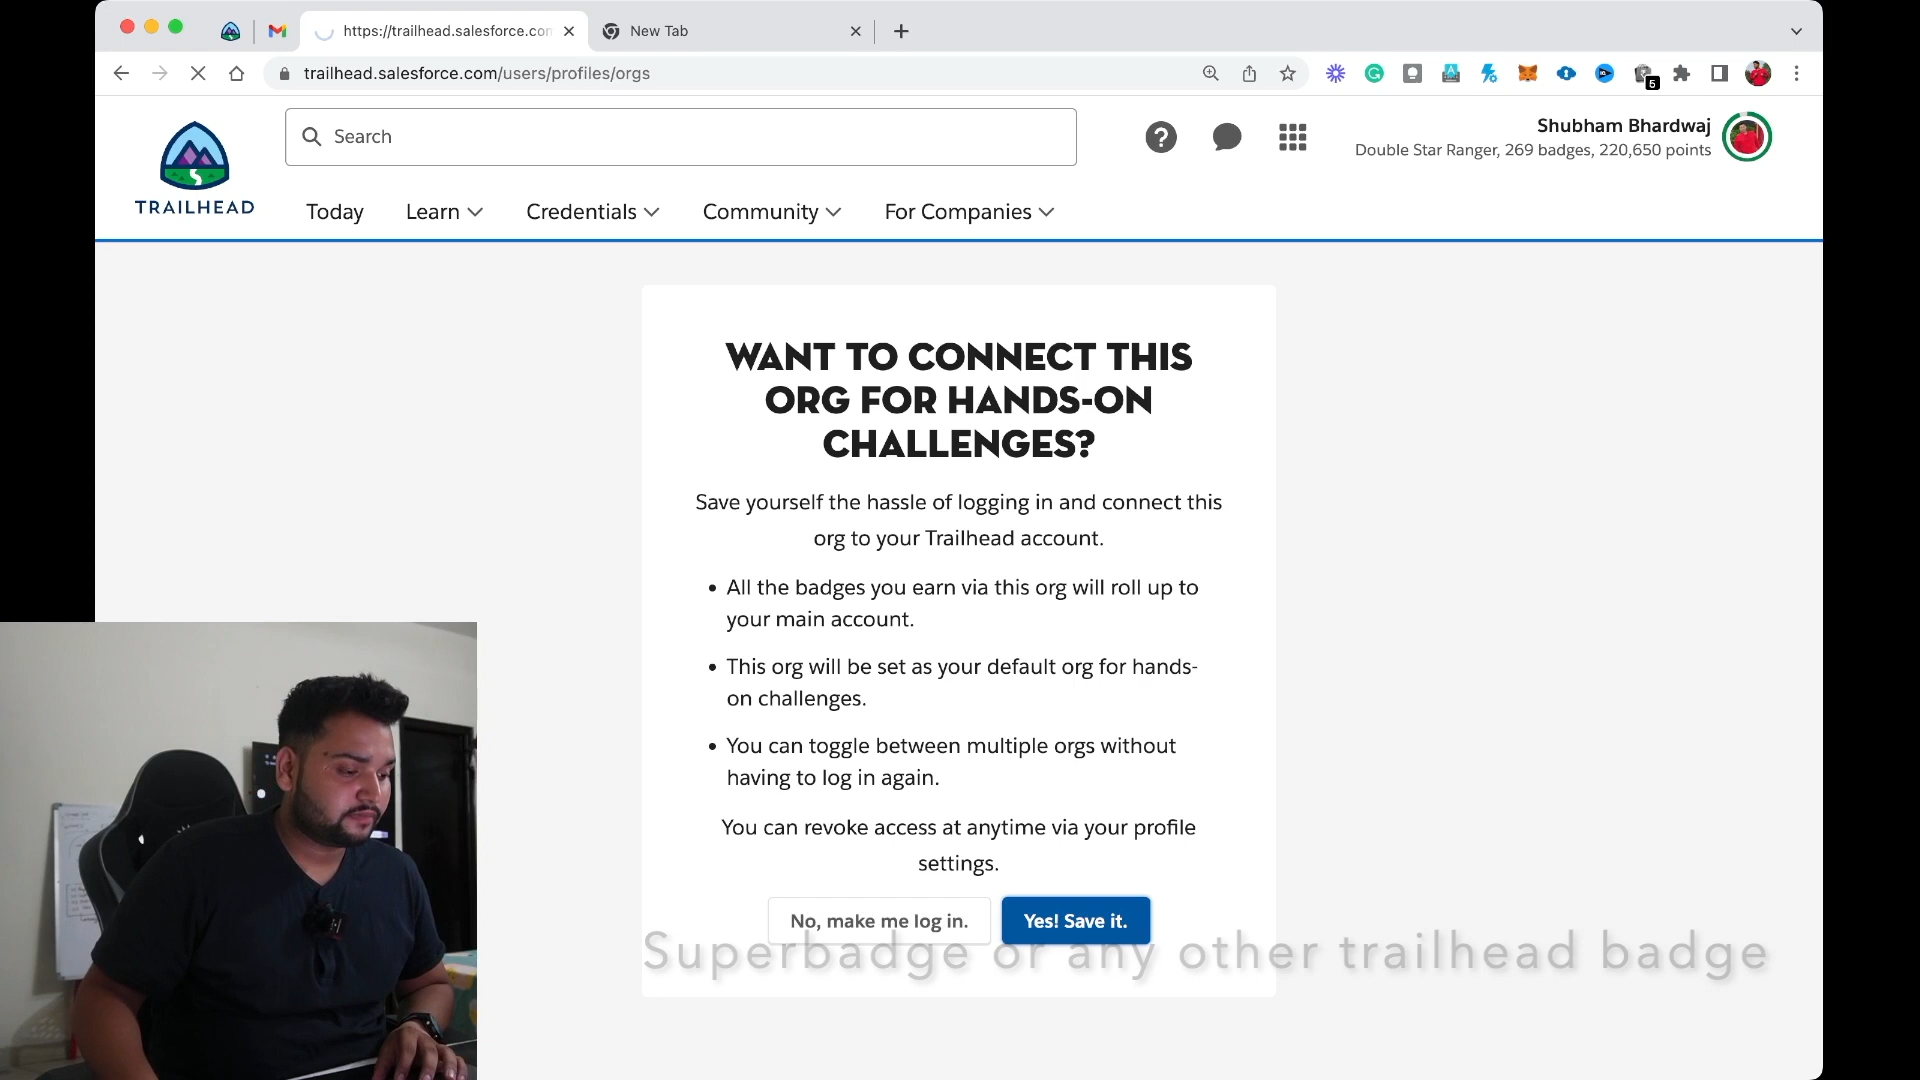 https://trailhead.salesforce.con
New Tab
trailhead.salesforce.com/users/profiles/orgs
5
Search
Shubham Bhardwaj
Double Star Ranger, 269 badges, 220,650 points
TRAILHEAD
Today
Learn
Credentials
Community
For Companies
WANT TO CONNECT THIS
ORG FOR HANDS-ON
CHALLENGES?
Save yourself the hassle of logging in and connect this
org to your Trailhead account.
• All the badges you earn via this org will roll up to
your main account.
• This org will be set as your default org for hands-
on challenges.
• You can toggle between multiple orgs without
having to log in again.
You can revoke access at anytime via your profile
settings.
No, make me log in.
Yes! Save it.
Superbadge or any other trailhead badge